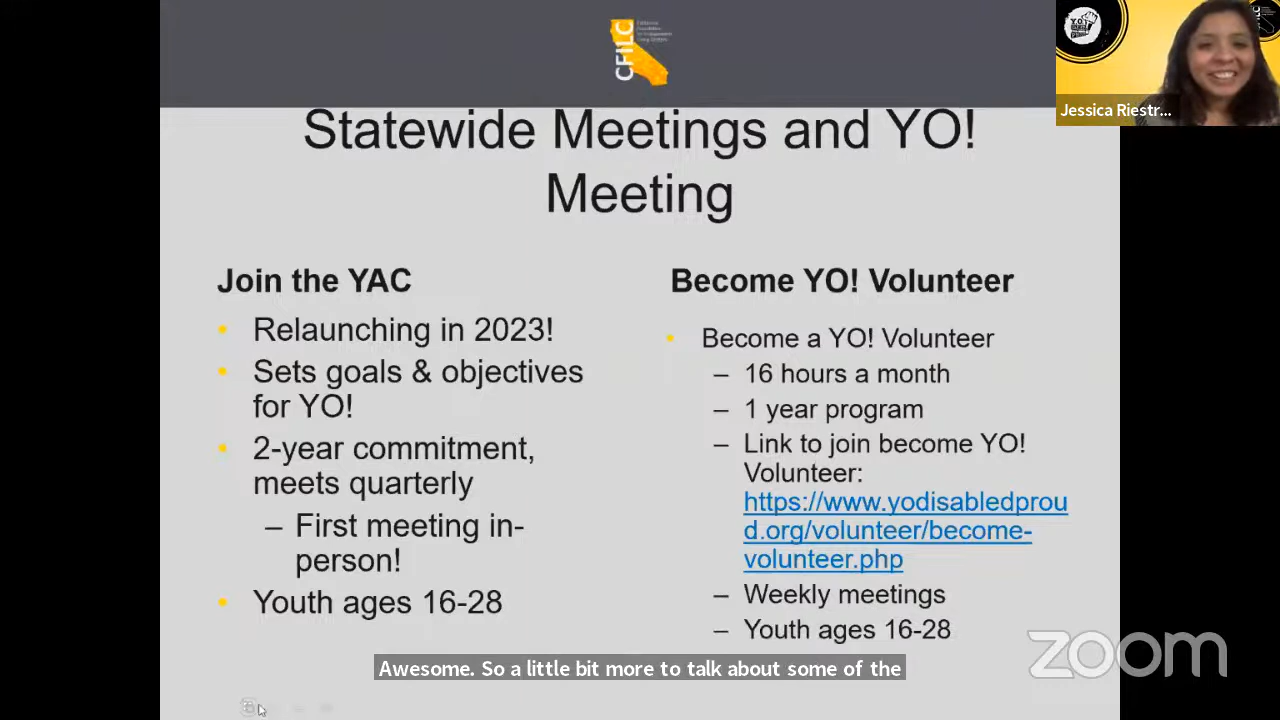 CFILC
Jessica Riestr...
Statewide Meetings and YO!
Meeting
Join the YAC
• Relaunching in 2023!
• Sets goals & objectives
for YO!
• 2-year commitment,
meets quarterly
– First meeting in-
person!
• Youth ages 16-28
Become YO! Volunteer
• Become a YO! Volunteer
– 16 hours a month
– 1 year program
– Link to join become YO!
Volunteer:
https://www.yodisabledprou
d.org/volunteer/become-
volunteer.php
– Weekly meetings
– Youth ages 16-28
Awesome. So a little bit more to talk about some of the
zoom